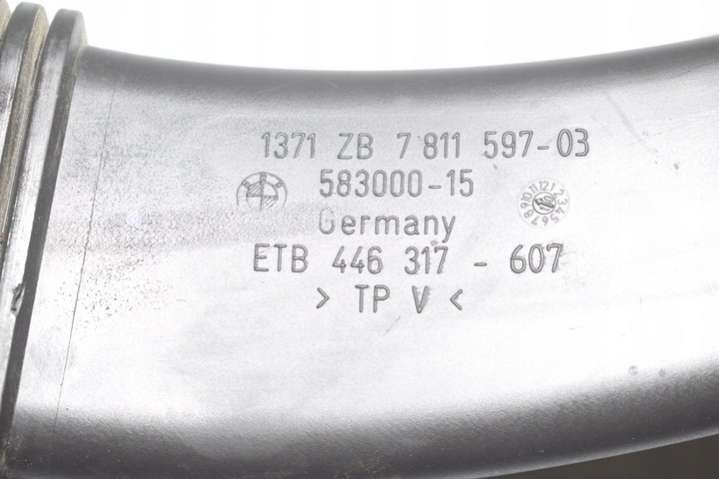 1371 ZB 7 811 597-03
583000-15
Germany
ETB 446 317 - 607
> TP V <